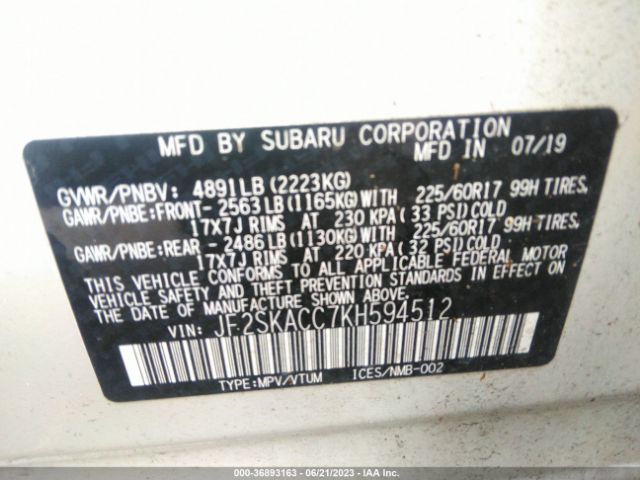 MFD BY SUBARU CORPORATION
MFD IN 07/19
GVWR/PNBV: 4891LB (2223KG)
GAWR/PNBE:FRONT-2563LB(1165KG)WITH 225/60R17 99H TIRES.
17X7J RIMS AT 230 KPA(33 PSI)COLD
GAWR/PNBE:REAR -2486LB(1130KG)WITH 225/60R17 99H TIRES.
17X7J RIMS AT 220 KPA(32 PSI)COLD
THIS VEHICLE CONFORMS TO ALL APPLICABLE FEDERAL MOTOR
VEHICLE SAFETY AND THEFT PREVENTION STANDARDS IN EFFECT ON
THE DATE OF MANUFACTURE SHOWN ABOVE.
VIN: JF2SKACC7KH594512
TYPE:MPV/VTUM ICES/NMB-002
000-36893163 - 06/21/2023 - IAA Inc.